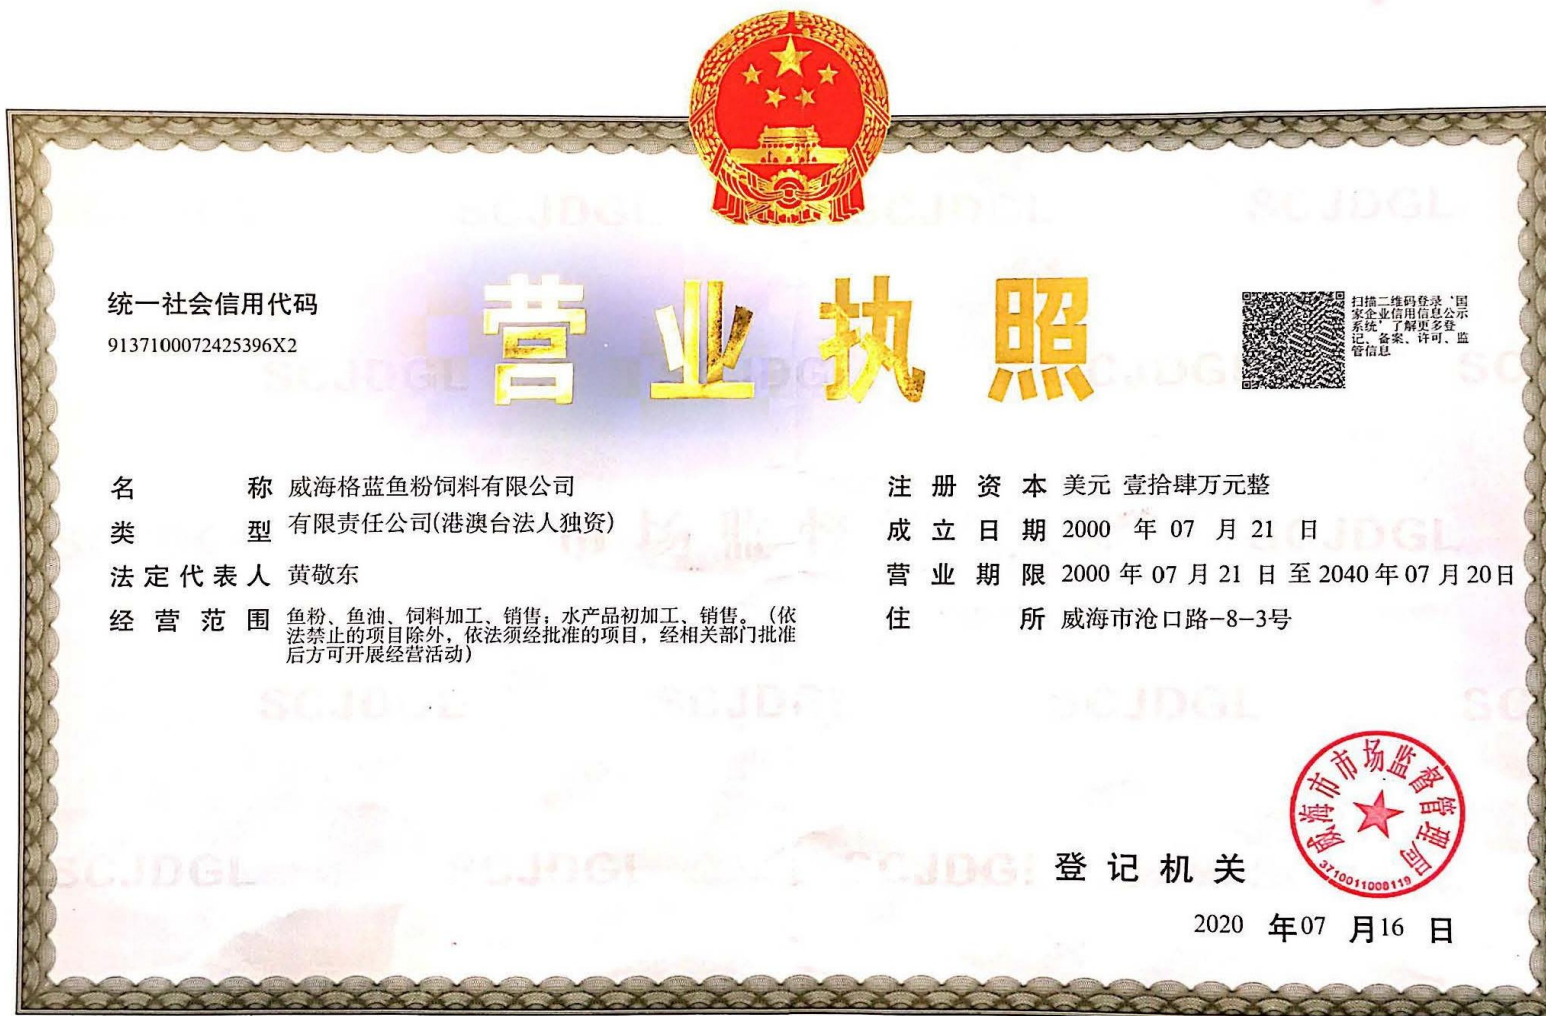 统一社会信用代码
9137100072425396X2
营业执照
扫描二维码登录‘国
家企业信用信息公示
系统’了解更多登
记、备案、许可、监
管信息
名称 威海格蓝鱼粉饲料有限公司
类型 有限责任公司(港澳台法人独资)
法定代表人 黄敬东
经营范围 鱼粉、鱼油、饲料加工、销售；水产品初加工、销售。（依
法禁止的项目除外，依法须经批准的项目，经相关部门批准
后方可开展经营活动）
注册资本 美元 壹拾肆万元整
成立日期 2000 年 07 月 21 日
营业期限 2000 年 07 月 21 日 至 2040 年 07 月 20 日
住所 威海市沧口路-8-3号
登记机关
威海市市场监督管理局
3710011008119
2020 年 07 月 16 日
SCJDGL